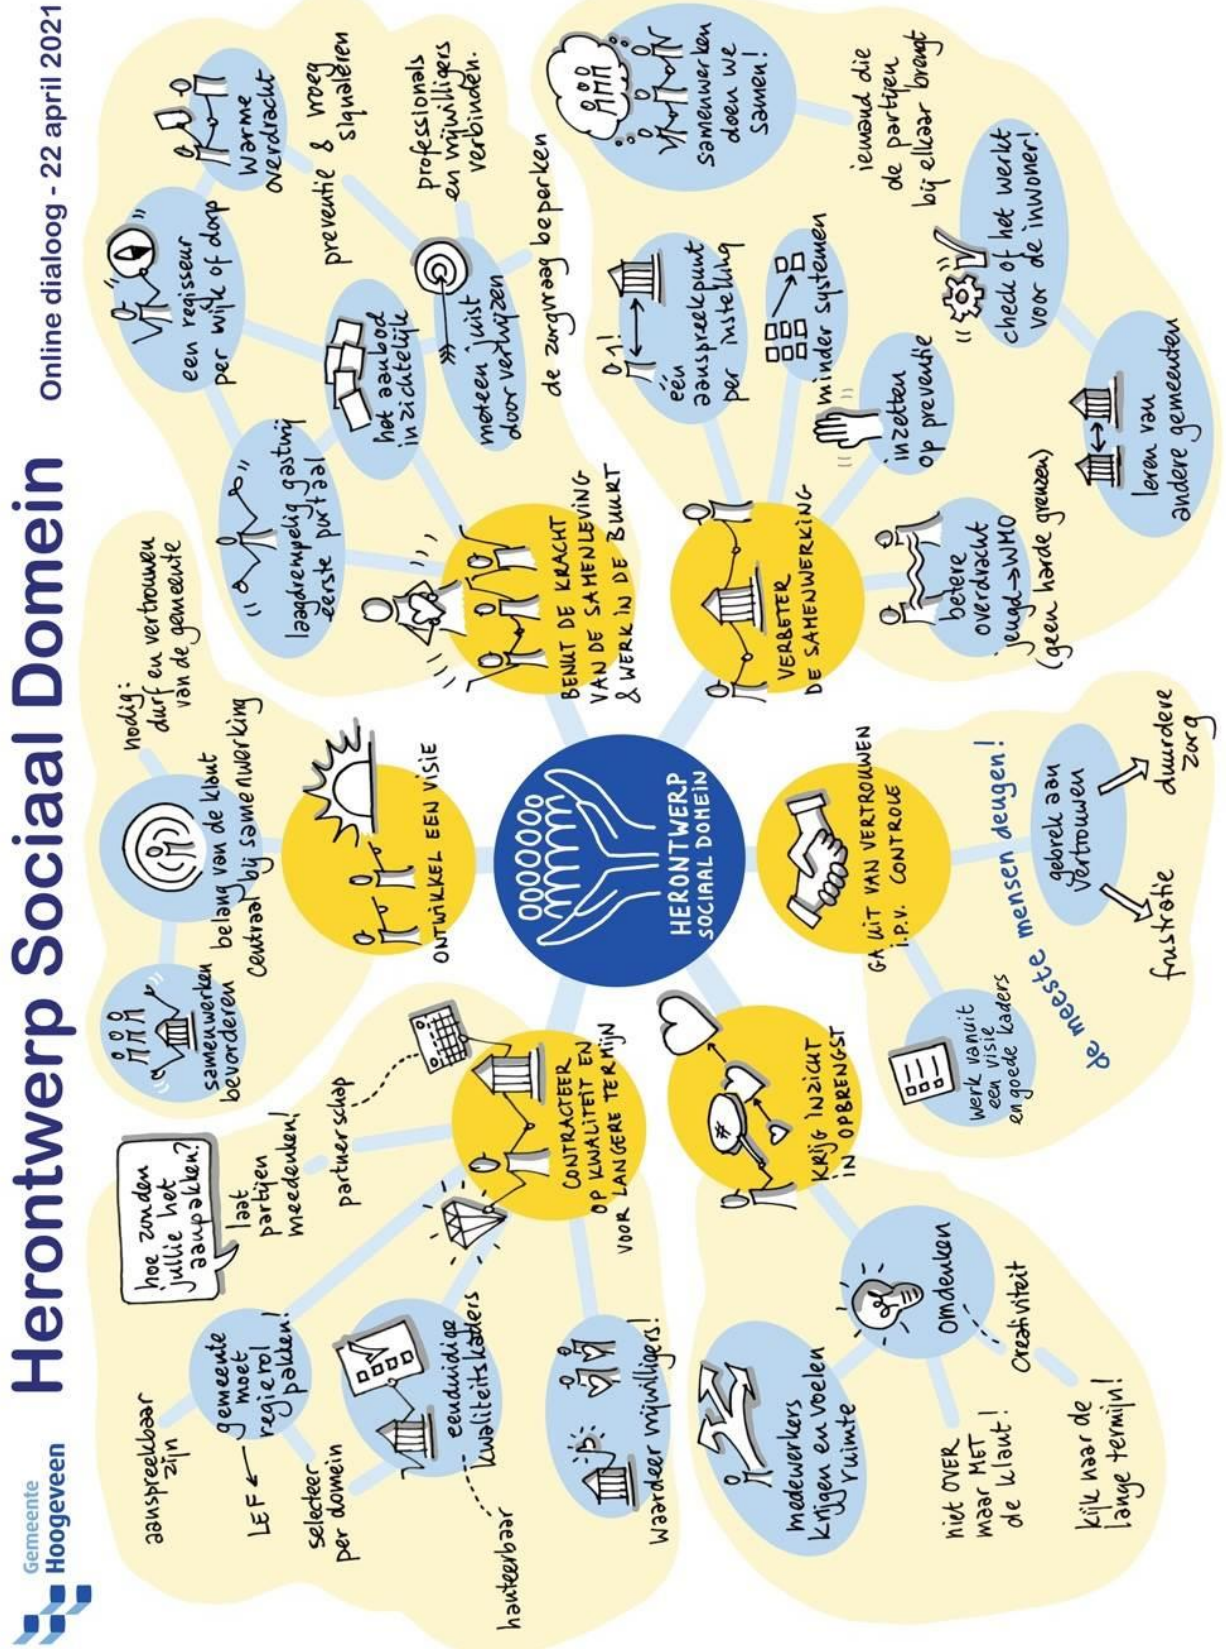 Gemeente
Hoogeveen
Herontwerp Sociaal Domein
Online dialoog - 22 april 2021
HERONTWERP
SOCIAAL DOMEIN
ONTWIKKEL EEN VISIE
samenwerken
bevorderen
belang van de klant
centraal bij samenwerking
nodig:
durf en vertrouwen
van de gemeente
BENUT DE KRACHT
VAN DE SAMENLEVING
& WERK IN DE BUURT
laagdrempelig gastvrij
eerste portaal
een regisseur
per wijk of dorp
warme
overdracht
het aanbod
inzichtelijk
preventie & vroeg
signaleren
meteen juist
doorverwijzen
professionals
en vrijwilligers
verbinden.
de zorgvraag beperken
VERBETER
DE SAMENWERKING
1!
één
aanspreekpunt
per instelling
samenwerken
doen we
samen!
iemand die
de partijen
bij elkaar brengt
minder systemen
inzetten
op preventie
check of het werkt
voor de inwoner!
betere
overdracht
jeugd→WMO
(geen harde grenzen)
leren van
andere gemeenten
GA UIT VAN VERTROUWEN
i.P.V. CONTROLE
de meeste mensen deugen!
gebrek aan
vertrouwen
frustratie
duurdere
zorg
werk vanuit
een visie
en goede kaders
KRIJG INZICHT
IN OPBRENGST
#
medewerkers
krijgen en voelen
ruimte
omdenken
creativiteit
niet OVER
maar MET
de klant!
kijk naar de
lange termijn!
CONTRACTEER
OP KWALITEIT EN
VOOR LANGERE TERMIJN
partnerschap
laat
partijen
meedenken!
hoe zouden
jullie het
aanpakken?
gemeente
moet
regierol
pakken!
aanspreekbaar
zijn
LEF
selecteer
per domein
eenduidige
kwaliteitskaders
hanteerbaar
waardeer vrijwilligers!